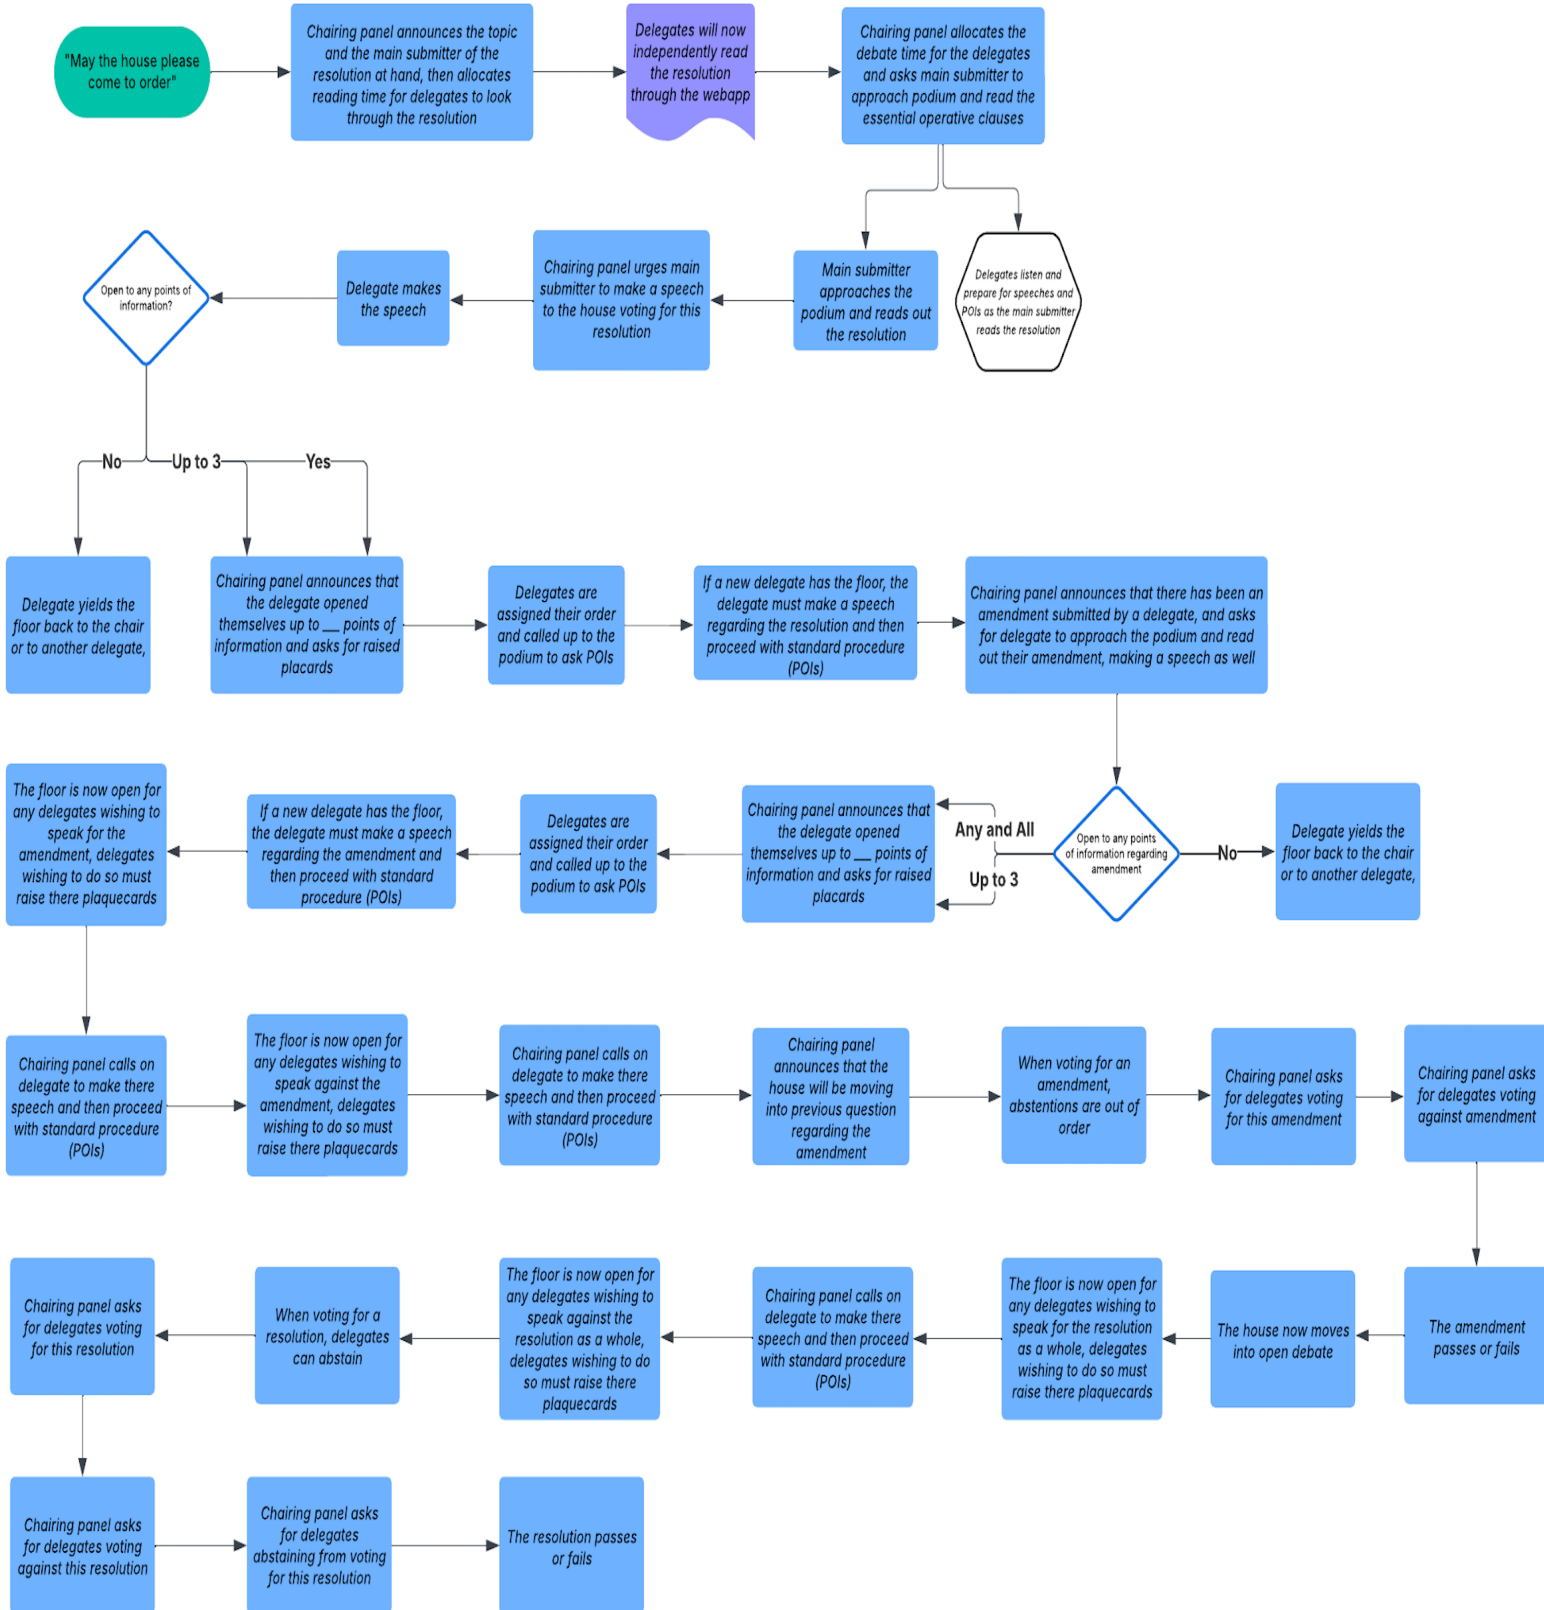 "May the house please
come to order"
Chairing panel announces the topic
and the main submitter of the
resolution at hand, then allocates
reading time for delegates to look
through the resolution
Delegates will now
independently read
the resolution
through the webapp
Chairing panel allocates the
debate time for the delegates
and asks main submitter to
approach podium and read the
essential operative clauses
Open to any points of
information?
Delegate makes
the speech
Chairing panel urges main
submitter to make a speech
to the house voting for this
resolution
Main submitter
approaches the
podium and reads out
the resolution
Delegates listen and
prepare for speeches and
POIs as the main submitter
reads the resolution
No
Up to 3
Yes
Delegate yields the
floor back to the chair
or to another delegate,
Chairing panel announces that
the delegate opened
themselves up to __ points of
information and asks for raised
placards
Delegates are
assigned their order
and called up to the
podium to ask POIs
If a new delegate has the floor, the
delegate must make a speech
regarding the resolution and then
proceed with standard procedure
(POIs)
Chairing panel announces that there has been an
amendment submitted by a delegate, and asks
for delegate to approach the podium and read
out their amendment, making a speech as well
The floor is now open for
any delegates wishing to
speak for the
amendment, delegates
wishing to do so must
raise there plaquecards
If a new delegate has the floor,
the delegate must make a speech
regarding the amendment and
then proceed with standard
procedure (POIs)
Delegates are
assigned their order
and called up to the
podium to ask POIs
Chairing panel announces that
the delegate opened
themselves up to __ points of
information and asks for raised
placards
Any and All
Up to 3
Open to any points
of information regarding
amendment
No
Delegate yields the
floor back to the chair
or to another delegate,
Chairing panel calls on
delegate to make there
speech and then proceed
with standard procedure
(POIs)
The floor is now open for
any delegates wishing to
speak against the
amendment, delegates
wishing to do so must
raise there plaquecards
Chairing panel calls on
delegate to make there
speech and then proceed
with standard procedure
(POIs)
Chairing panel
announces that the
house will be moving
into previous question
regarding the
amendment
When voting for an
amendment,
abstentions are out of
order
Chairing panel asks
for delegates voting
for this amendment
Chairing panel asks
for delegates voting
against amendment
Chairing panel asks
for delegates voting
for this resolution
When voting for a
resolution, delegates
can abstain
The floor is now open for
any delegates wishing to
speak against the
resolution as a whole,
delegates wishing to do
so must raise there
plaquecards
Chairing panel calls on
delegate to make there
speech and then proceed
with standard procedure
(POIs)
The floor is now open for
any delegates wishing to
speak for the resolution
as a whole, delegates
wishing to do so must
raise there plaquecards
The house now moves
into open debate
The amendment
passes or fails
Chairing panel asks
for delegates voting
against this resolution
Chairing panel asks
for delegates
abstaining from voting
for this resolution
The resolution passes
or fails